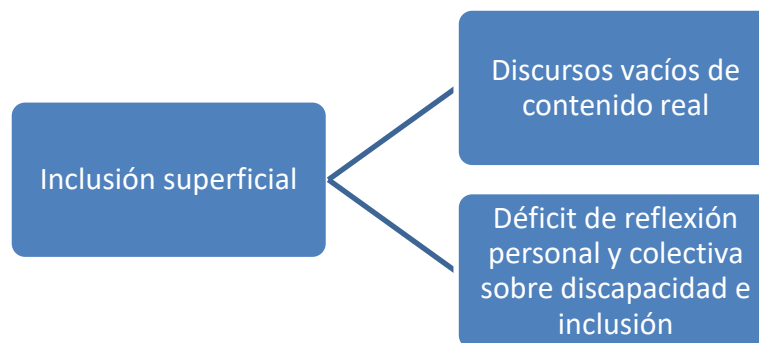 Inclusión superficial
Discursos vacíos de
contenido real
Déficit de reflexión
personal y colectiva
sobre discapacidad e
inclusión